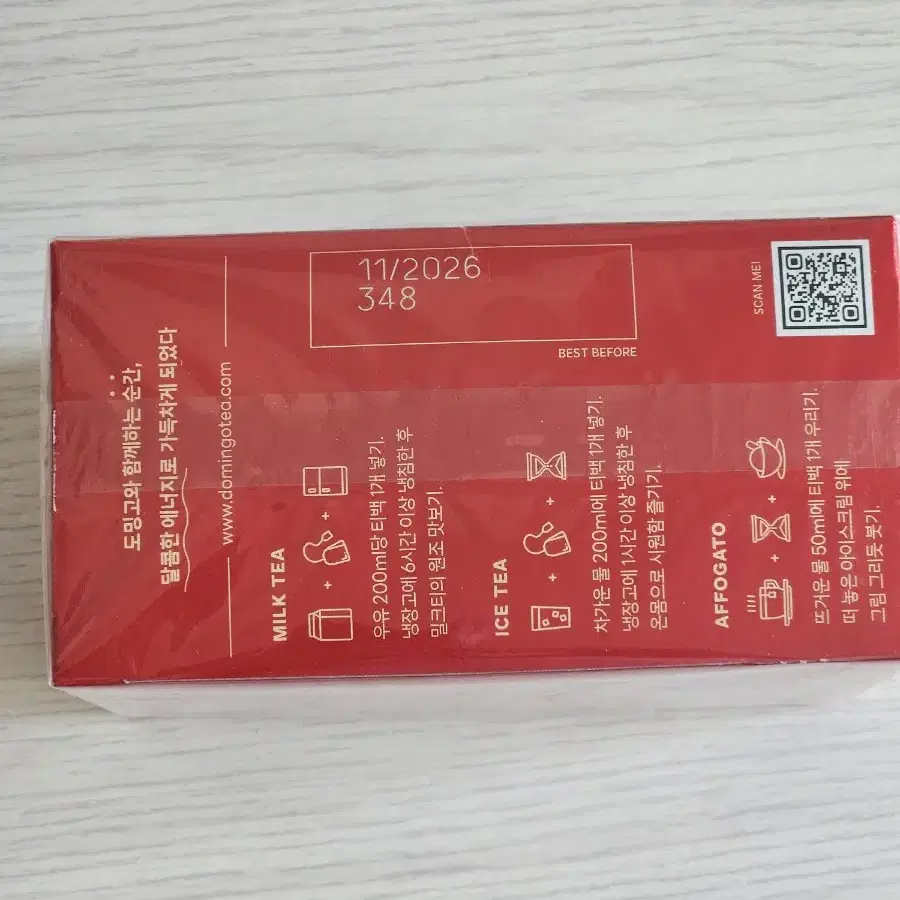 도밍고와 함께하는 순간,
달콤한 에너지로 가득차게 되었다
www.domingotea.com
11/2026
348
BEST BEFORE
SCAN ME!
MILK TEA
+ +
우유 200ml당 티백 1개 넣기.
냉장고에 6시간 이상 냉침한 후
밀크티의 원조 맛보기.
ICE TEA
+ +
차가운 물 200ml에 티백 1개 넣기.
냉장고에 1시간 이상 냉침한 후
온몸으로 시원함 즐기기.
AFFOGATO
+ +
뜨거운 물 50ml에 티백 1개 우리기.
떠 놓은 아이스크림 위에
그림 그리듯 붓기.